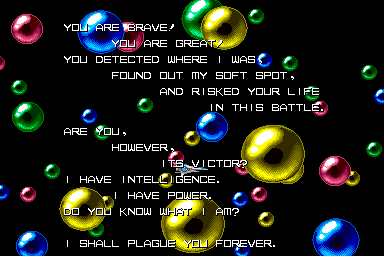 YOU ARE BRAVE!
YOU ARE GREAT!
YOU DETECTED WHERE I WAS,
FOUND OUT MY SOFT SPOT,
AND RISKED YOUR LIFE
IN THIS BATTLE.
ARE YOU,
HOWEVER,
ITS VICTOR?
I HAVE INTELLIGENCE.
I HAVE POWER.
DO YOU KNOW WHAT I AM?
I SHALL PLAGUE YOU FOREVER.